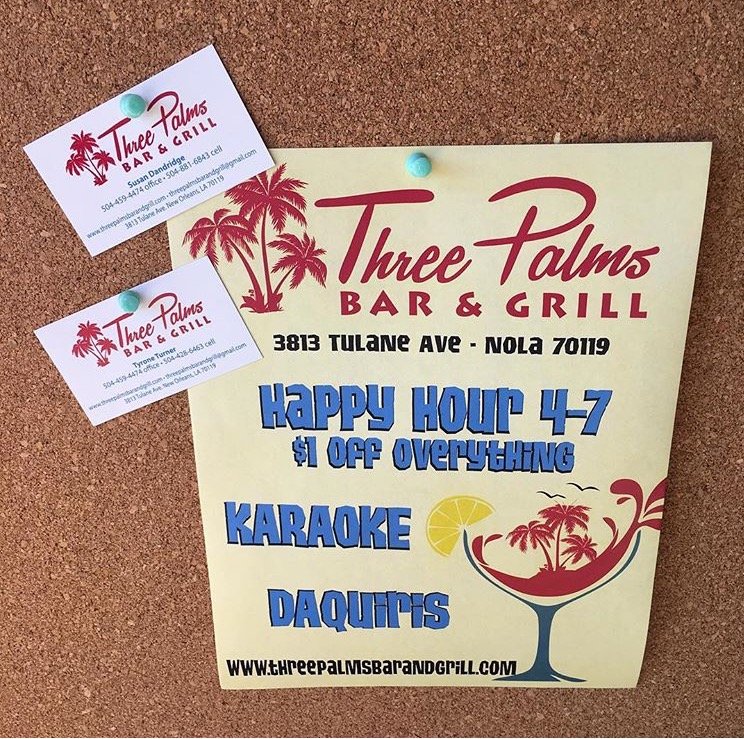 Three Palms
BAR & GRILL
Susan Dandridge
504-459-4474 office • 504-881-6843 cell
www.threepalmsbarandgrill.com • threepalmsbarandgrill@gmail.com
3813 Tulane Ave. New Orleans, LA 70119
Three Palms
BAR & GRILL
Tyrone Turner
504-459-4474 office • 504-428-6463 cell
www.threepalmsbarandgrill.com • threepalmsbarandgrill@gmail.com
3813 Tulane Ave. New Orleans, LA 70119
Three Palms
BAR & GRILL
3813 Tulane Ave - NOLA 70119
Happy Hour 4-7
$1 OFF OverytHING
KARAOKE
DAQuiris
www.threepalmsbarandgrill.com